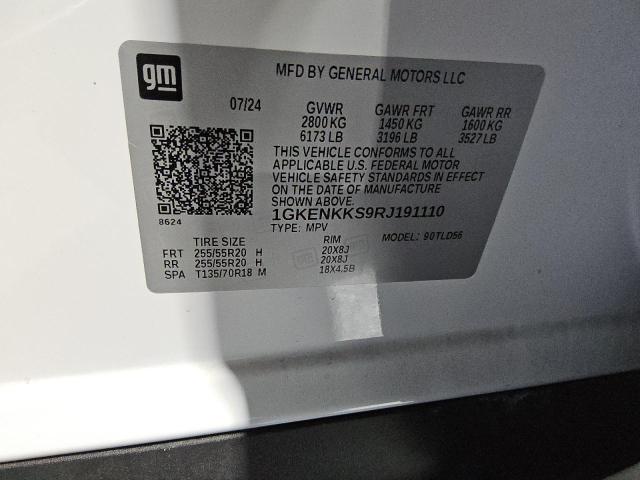 gm
MFD BY GENERAL MOTORS LLC
07/24 GVWR GAWR FRT GAWR RR
2800 KG 1450 KG 1600 KG
6173 LB 3196 LB 3527 LB
THIS VEHICLE CONFORMS TO ALL
APPLICABLE U.S. FEDERAL MOTOR
VEHICLE SAFETY STANDARDS IN EFFECT
ON THE DATE OF MANUFACTURE
SHOWN ABOVE.
8624
1GKENKKS9RJ191110
TYPE: MPV MODEL: 90TLD56
TIRE SIZE RIM
FRT 255/55R20 H 20X8J
RR 255/55R20 H 20X8J
SPA T135/70R18 M 18X4.5B